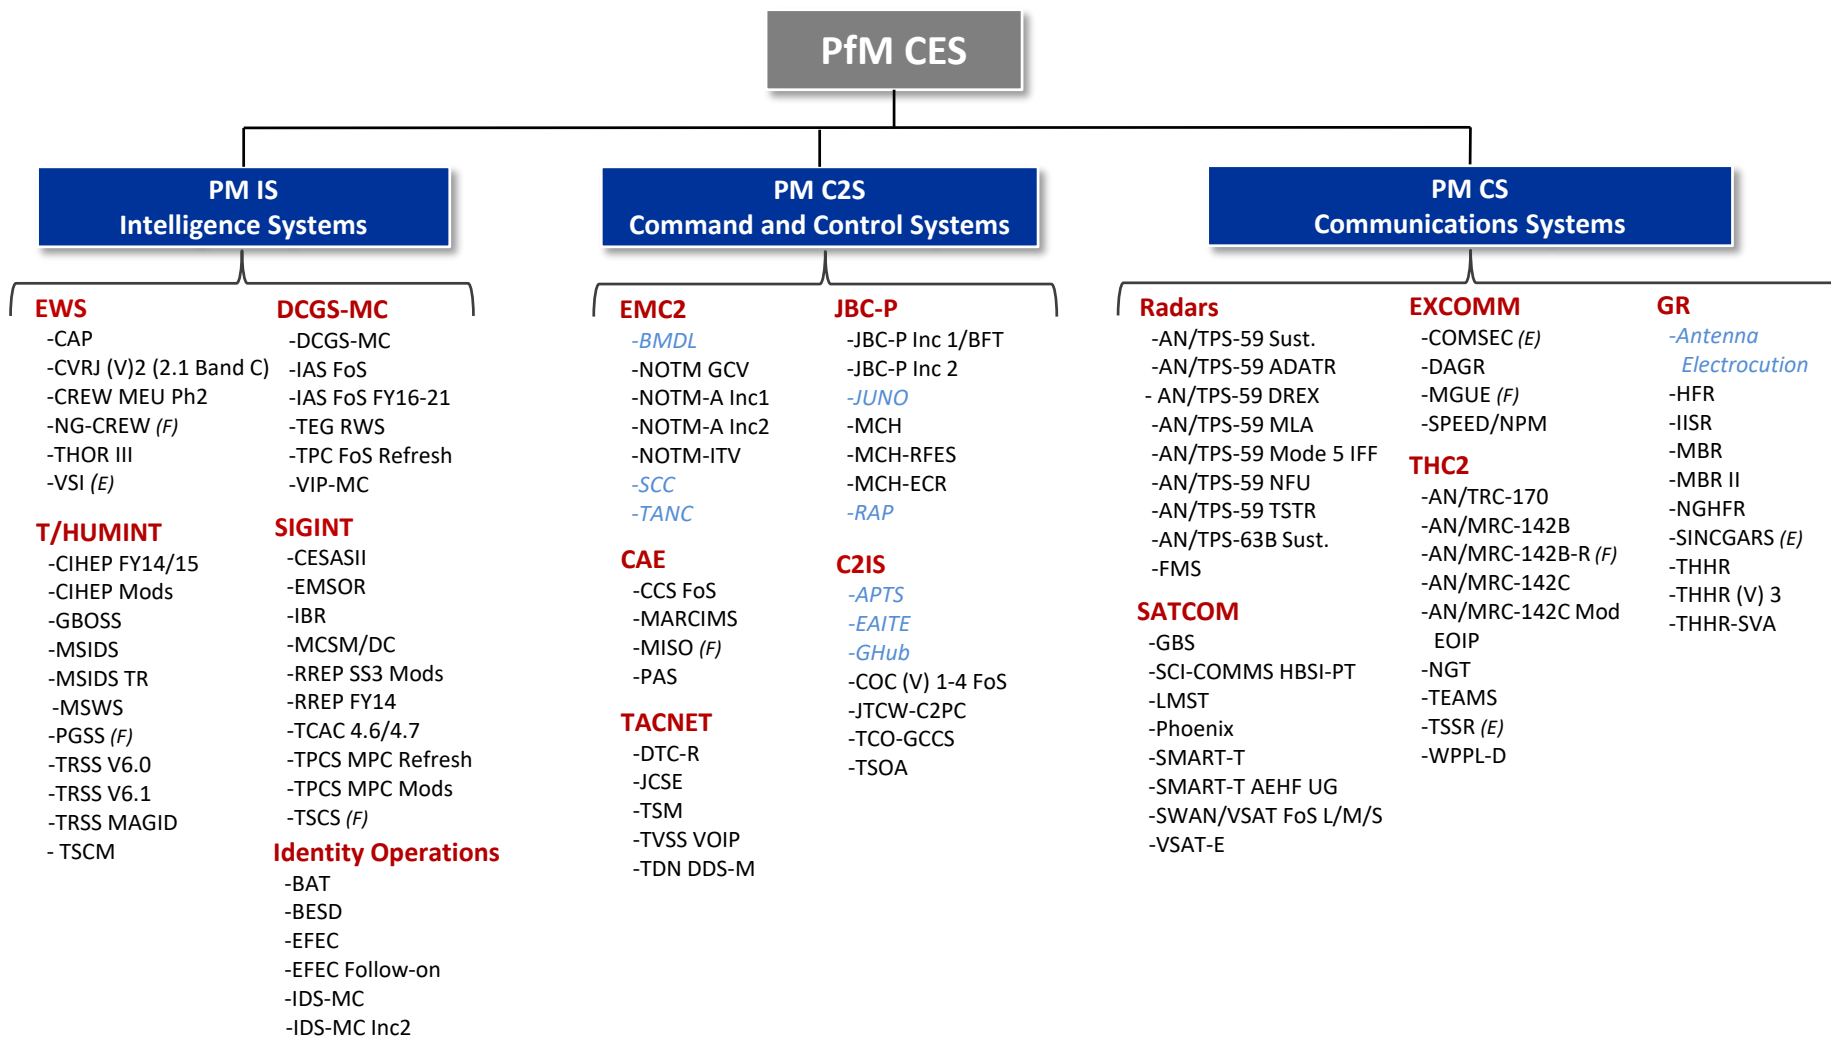 PfM CES
PM IS
Intelligence Systems
PM C2S
Command and Control Systems
PM CS
Communications Systems
EWS
-CAP
-CVRJ (V)2 (2.1 Band C)
-CREW MEU Ph2
-NG-CREW (F)
-THOR III
-VSI (E)
T/HUMINT
-CIHEP FY14/15
-CIHEP Mods
-GBOSS
-MSIDS
-MSIDS TR
-MSWS
-PGSS (F)
-TRSS V6.0
-TRSS V6.1
-TRSS MAGID
- TSCM
DCGS-MC
-DCGS-MC
-IAS FoS
-IAS FoS FY16-21
-TEG RWS
-TPC FoS Refresh
-VIP-MC
SIGINT
-CESASII
-EMSOR
-IBR
-MCSM/DC
-RREP SS3 Mods
-RREP FY14
-TCAC 4.6/4.7
-TPCS MPC Refresh
-TPCS MPC Mods
-TSCS (F)
Identity Operations
-BAT
-BESD
-EFEC
-EFEC Follow-on
-IDS-MC
-IDS-MC Inc2
EMC2
-BMDL
-NOTM GCV
-NOTM-A Inc1
-NOTM-A Inc2
-NOTM-ITV
-SCC
-TANC
CAE
-CCS FoS
-MARCIMS
-MISO (F)
-PAS
TACNET
-DTC-R
-JCSE
-TSM
-TVSS VOIP
-TDN DDS-M
JBC-P
-JBC-P Inc 1/BFT
-JBC-P Inc 2
-JUNO
-MCH
-MCH-RFES
-MCH-ECR
-RAP
C2IS
-APTS
-EAITE
-GHub
-COC (V) 1-4 FoS
-JTCW-C2PC
-TCO-GCCS
-TSOA
Radars
-AN/TPS-59 Sust.
-AN/TPS-59 ADATR
- AN/TPS-59 DREX
-AN/TPS-59 MLA
-AN/TPS-59 Mode 5 IFF
-AN/TPS-59 NFU
-AN/TPS-59 TSTR
-AN/TPS-63B Sust.
-FMS
SATCOM
-GBS
-SCI-COMMS HBSI-PT
-LMST
-Phoenix
-SMART-T
-SMART-T AEHF UG
-SWAN/VSAT FoS L/M/S
-VSAT-E
EXCOMM
-COMSEC (E)
-DAGR
-MGUE (F)
-SPEED/NPM
THC2
-AN/TRC-170
-AN/MRC-142B
-AN/MRC-142B-R (F)
-AN/MRC-142C
-AN/MRC-142C Mod
EOIP
-NGT
-TEAMS
-TSSR (E)
-WPPL-D
GR
-Antenna
Electrocution
-HFR
-IISR
-MBR
-MBR II
-NGHFR
-SINCGARS (E)
-THHR
-THHR (V) 3
-THHR-SVA